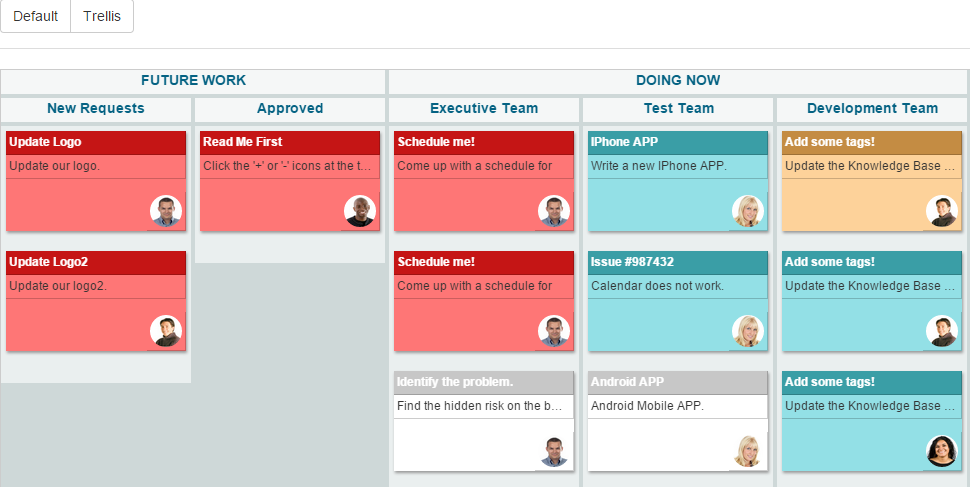 Default
Trellis
FUTURE WORK
DOING NOW
New Requests
Approved
Executive Team
Test Team
Development Team
Update Logo
Update our logo.
Update Logo2
Update our logo2.
Read Me First
Click the '+' or '-' icons at the t...
Schedule me!
Come up with a schedule for
Schedule me!
Come up with a schedule for
Identify the problem.
Find the hidden risk on the b...
IPhone APP
Write a new IPhone APP.
Issue #987432
Calendar does not work.
Android APP
Android Mobile APP.
Add some tags!
Update the Knowledge Base ...
Add some tags!
Update the Knowledge Base ...
Add some tags!
Update the Knowledge Base ...